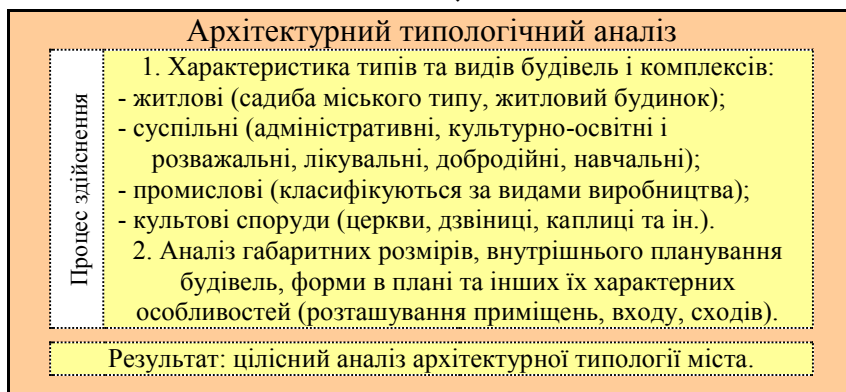 Архітектурний типологічний аналіз
Процес здійснення
1. Характеристика типів та видів будівель і комплексів:
- житлові (садиба міського типу, житловий будинок);
- суспільні (адміністративні, культурно-освітні і
розважальні, лікувальні, добродійні, навчальні);
- промислові (класифікуються за видами виробництва);
- культові споруди (церкви, дзвіниці, каплиці та ін.).
2. Аналіз габаритних розмірів, внутрішнього планування
будівель, форми в плані та інших їх характерних
особливостей (розташування приміщень, входу, сходів).
Результат: цілісний аналіз архітектурної типології міста.